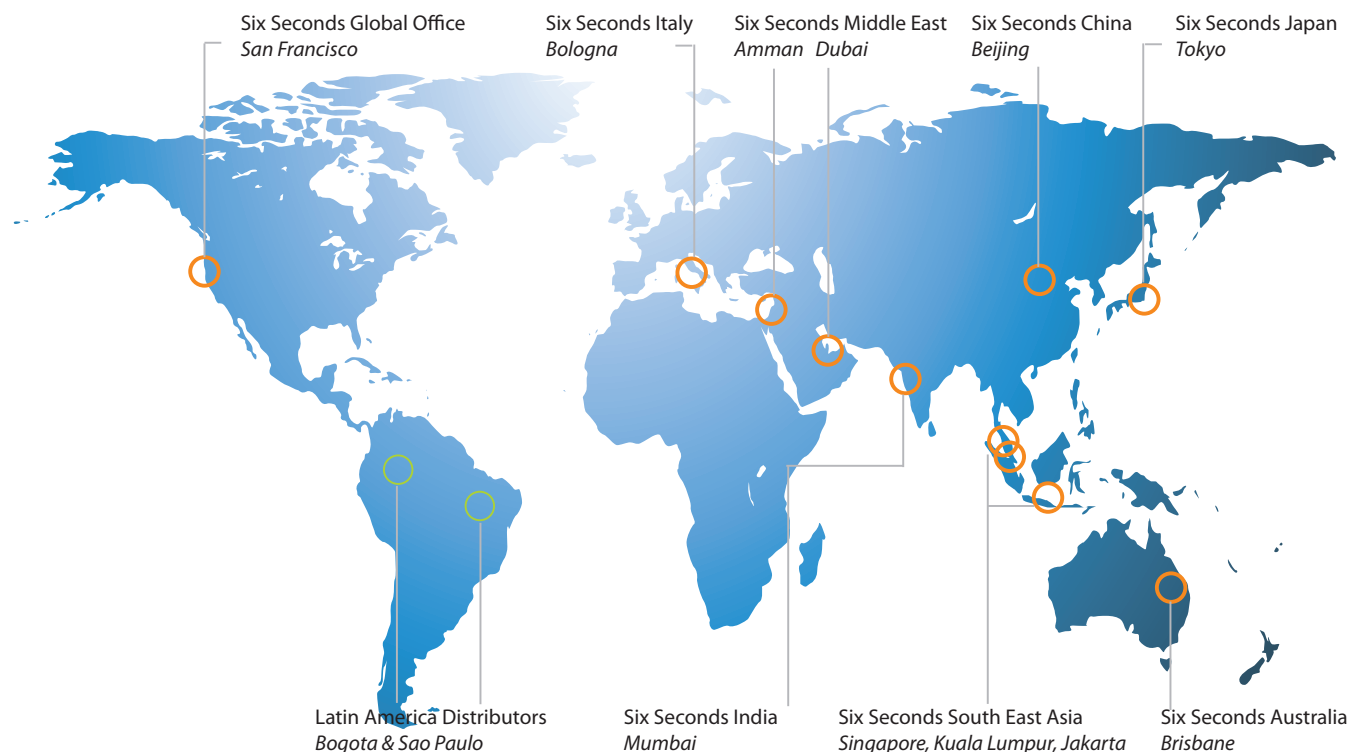 Six Seconds Global Office
San Francisco
Six Seconds Italy
Bologna
Six Seconds Middle East
Amman Dubai
Six Seconds China
Beijing
Six Seconds Japan
Tokyo
Latin America Distributors
Bogota & Sao Paulo
Six Seconds India
Mumbai
Six Seconds South East Asia
Singapore, Kuala Lumpur, Jakarta
Six Seconds Australia
Brisbane